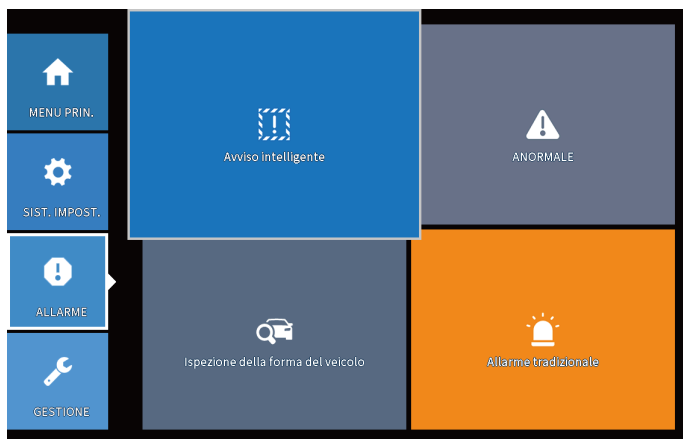 MENU PRIN.
SIST. IMPOST.
ALLARME
GESTIONE
Avviso intelligente
ANORMALE
Ispezione della forma del veicolo
Allarme tradizionale